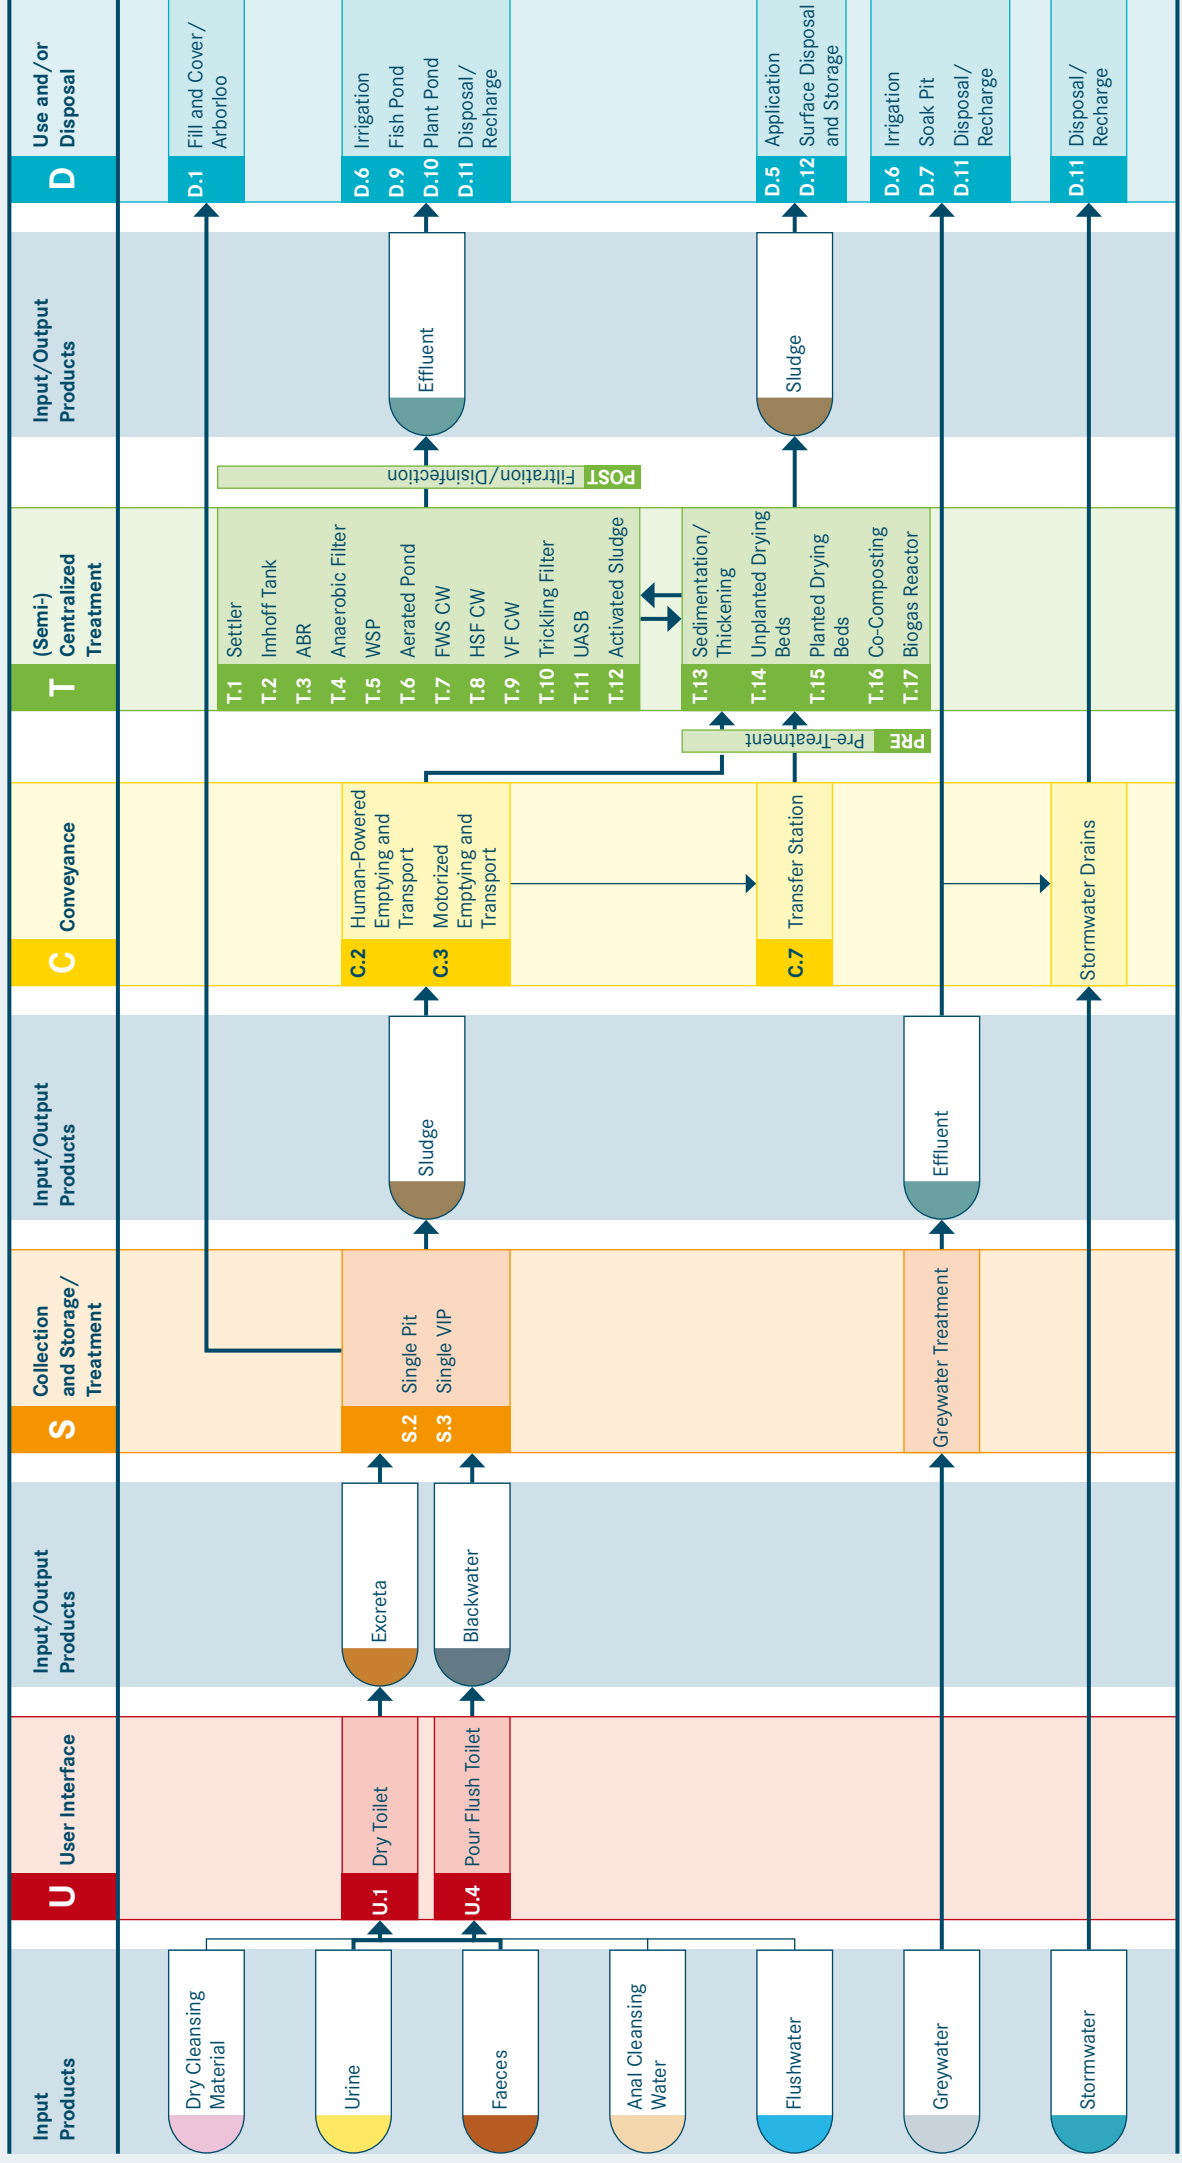 Input
Products
U
User Interface
Input/Output
Products
S
Collection
and Storage/
Treatment
Input/Output
Products
C
Conveyance
T
(Semi-)
Centralized
Treatment
Input/Output
Products
D
Use and/or
Disposal
Dry Cleansing
Material
Urine
Faeces
Anal Cleansing
Water
Flushwater
Greywater
Stormwater
U.1 Dry Toilet
U.4 Pour Flush Toilet
Excreta
Blackwater
S.2 Single Pit
S.3 Single VIP
Greywater Treatment
Sludge
Effluent
C.2 Human-Powered
Emptying and
Transport
C.3 Motorized
Emptying and
Transport
C.7 Transfer Station
Stormwater Drains
PRE Pre-Treatment
T.1 Settler
T.2 Imhoff Tank
T.3 ABR
T.4 Anaerobic Filter
T.5 WSP
T.6 Aerated Pond
T.7 FWS CW
T.8 HSF CW
T.9 VF CW
T.10 Trickling Filter
T.11 UASB
T.12 Activated Sludge
T.13 Sedimentation/
Thickening
T.14 Unplanted Drying
Beds
T.15 Planted Drying
Beds
T.16 Co-Composting
T.17 Biogas Reactor
POST Filtration/Disinfection
Effluent
Sludge
D.1 Fill and Cover/
Arborloo
D.6 Irrigation
D.9 Fish Pond
D.10 Plant Pond
D.11 Disposal/
Recharge
D.5 Application
D.12 Surface Disposal
and Storage
D.6 Irrigation
D.7 Soak Pit
D.11 Disposal/
Recharge
D.11 Disposal/
Recharge